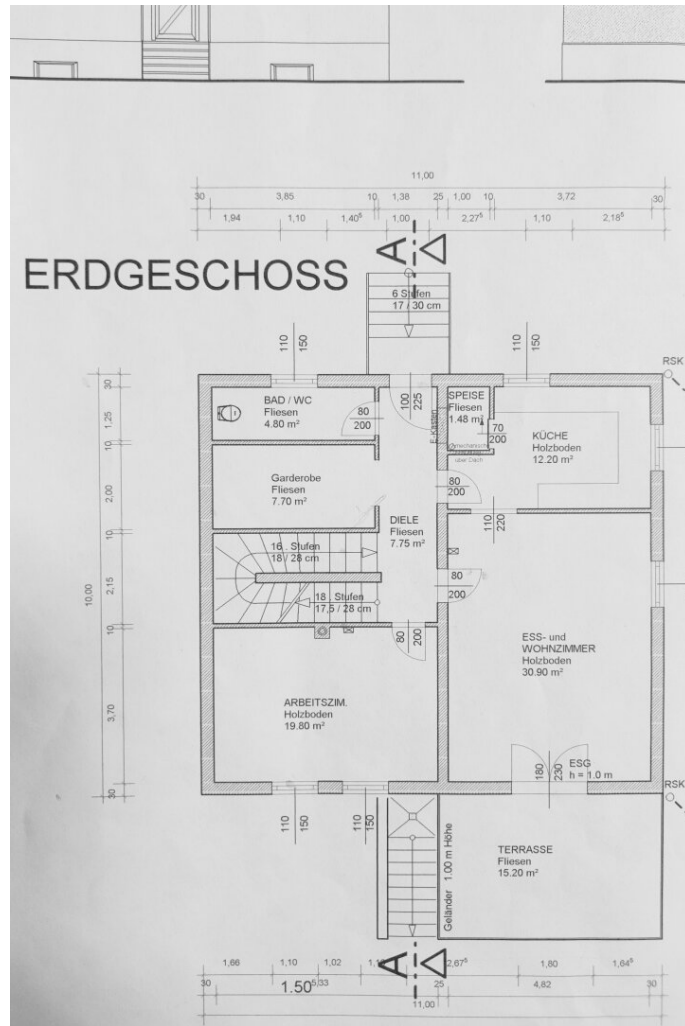 11,00
30 3,85 10 1,38 25 1,00 10 3,72 30
1,94 1,10 1,40⁵ 1,00 2,27⁵ 1,10 2,18⁵
A
ERDGESCHOSS
6 Stufen
17 / 30 cm
110
150
110
150
RSK
BAD / WC
Fliesen
4.80 m²
80
200
100
225
E-Kasten
SPEISE
Fliesen
1.48 m²
70
200
über Dach
KÜCHE
Holzboden
12.20 m²
Garderobe
Fliesen
7.70 m²
80
200
110
220
DIELE
Fliesen
7.75 m²
16 Stufen
18 / 28 cm
18 Stufen
17,5 / 28 cm
80
200
80
200
ESS- und
WOHNZIMMER
Holzboden
30.90 m²
ARBEITSZIM.
Holzboden
19.80 m²
180
230
ESG
h = 1.0 m
RSK
110
150
110
150
Geländer 1.00 m Höhe
TERRASSE
Fliesen
15.20 m²
10,00
30
1,25
10
2,00
10
2,15
10
3,70
30
A
1,66 1,10 1,02 2,67⁵ 1,80 1,64⁵
30 1.50⁵ 5,33 25 4,82 30
11,00